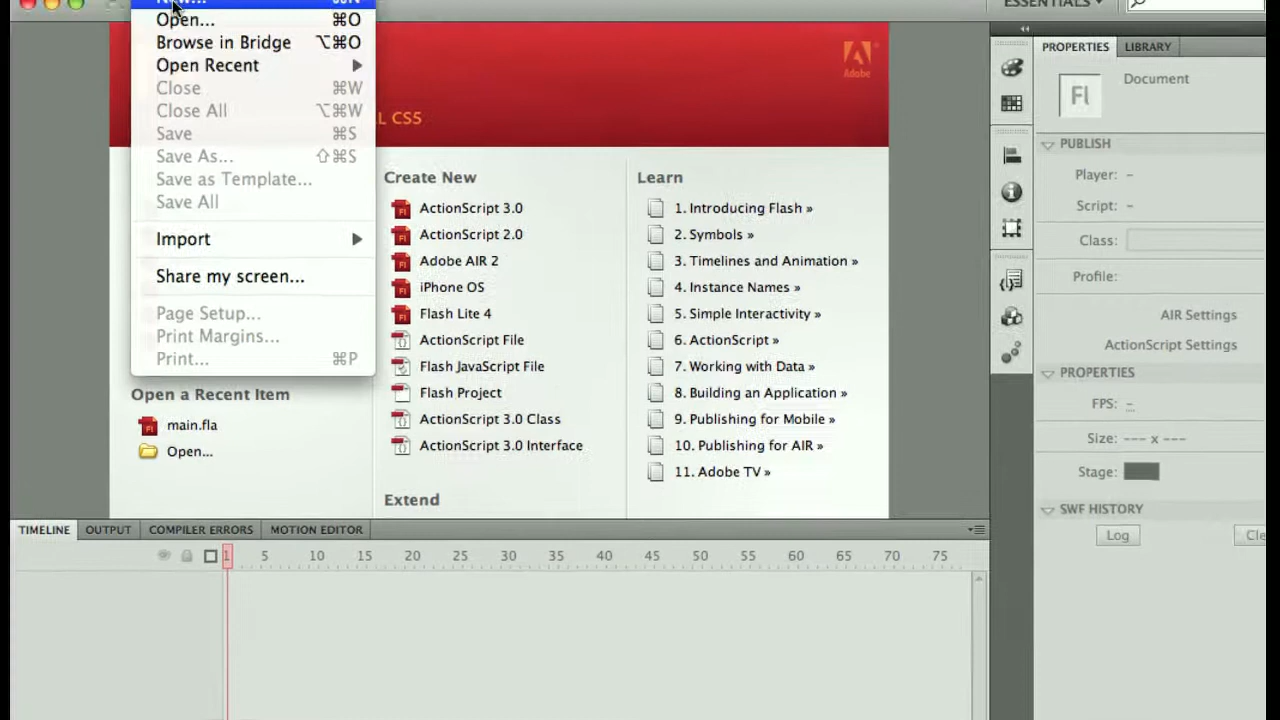 New... ⌘N
ESSENTIALS
Open... ⌘O
Browse in Bridge ⌥⌘O
Open Recent
Close ⌘W
Close All ⌥⌘W
Save ⌘S
Save As... ⇧⌘S
Save as Template...
Save All
Import
Share my screen...
Page Setup...
Print Margins...
Print... ⌘P
Adobe
L CS5
Open a Recent Item
main.fla
Open...
Create New
ActionScript 3.0
ActionScript 2.0
Adobe AIR 2
iPhone OS
Flash Lite 4
ActionScript File
Flash JavaScript File
Flash Project
ActionScript 3.0 Class
ActionScript 3.0 Interface
Extend
Learn
1. Introducing Flash »
2. Symbols »
3. Timelines and Animation »
4. Instance Names »
5. Simple Interactivity »
6. ActionScript »
7. Working with Data »
8. Building an Application »
9. Publishing for Mobile »
10. Publishing for AIR »
11. Adobe TV »
PROPERTIES LIBRARY
Fl Document
PUBLISH
Player: –
Script: –
Class:
Profile:
AIR Settings
ActionScript Settings
PROPERTIES
FPS: –
Size: --- x ---
Stage:
SWF HISTORY
Log Cle
TIMELINE OUTPUT COMPILER ERRORS MOTION EDITOR
1 5 10 15 20 25 30 35 40 45 50 55 60 65 70 75